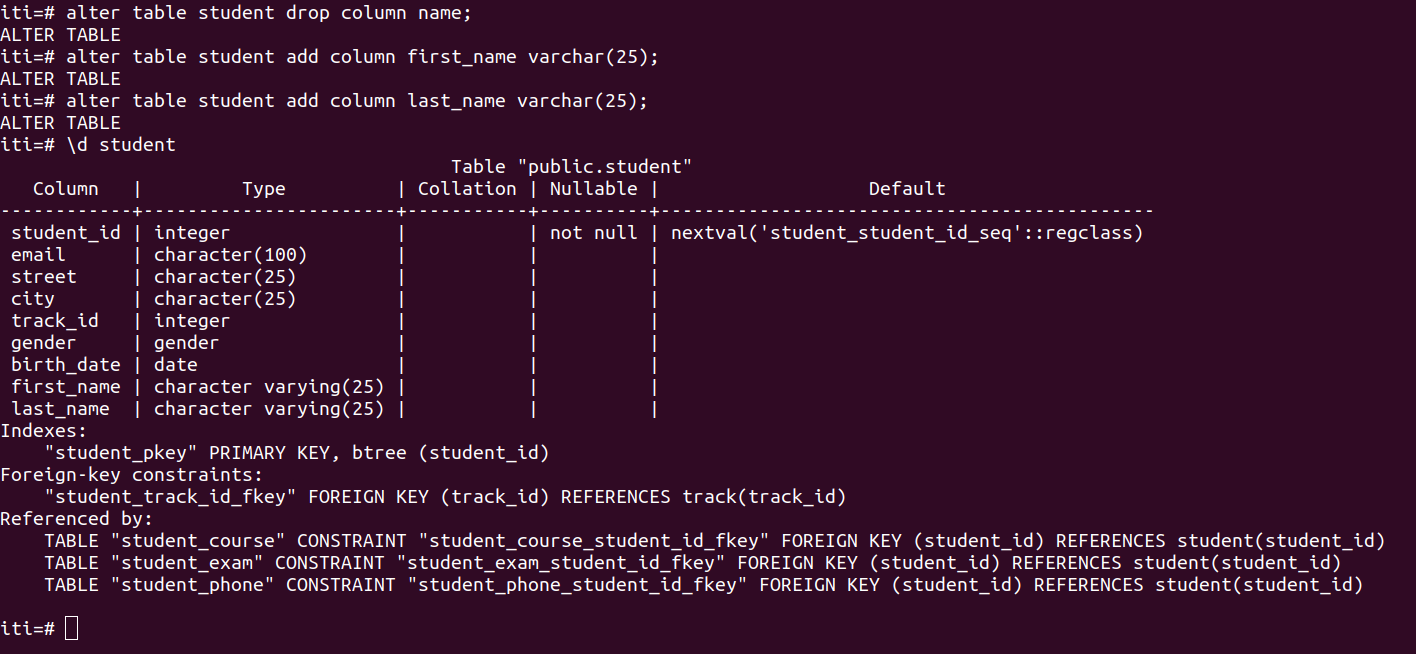 iti=# alter table student drop column name;
ALTER TABLE
iti=# alter table student add column first_name varchar(25);
ALTER TABLE
iti=# alter table student add column last_name varchar(25);
ALTER TABLE
iti=# \d student
                                         Table "public.student"
   Column   |         Type          | Collation | Nullable |                   Default
------------+-----------------------+-----------+----------+---------------------------------------------
 student_id | integer               |           | not null | nextval('student_student_id_seq'::regclass)
 email      | character(100)        |           |          |
 street     | character(25)         |           |          |
 city       | character(25)         |           |          |
 track_id   | integer               |           |          |
 gender     | gender                |           |          |
 birth_date | date                  |           |          |
 first_name | character varying(25) |           |          |
 last_name  | character varying(25) |           |          |
Indexes:
    "student_pkey" PRIMARY KEY, btree (student_id)
Foreign-key constraints:
    "student_track_id_fkey" FOREIGN KEY (track_id) REFERENCES track(track_id)
Referenced by:
    TABLE "student_course" CONSTRAINT "student_course_student_id_fkey" FOREIGN KEY (student_id) REFERENCES student(student_id)
    TABLE "student_exam" CONSTRAINT "student_exam_student_id_fkey" FOREIGN KEY (student_id) REFERENCES student(student_id)
    TABLE "student_phone" CONSTRAINT "student_phone_student_id_fkey" FOREIGN KEY (student_id) REFERENCES student(student_id)
iti=#